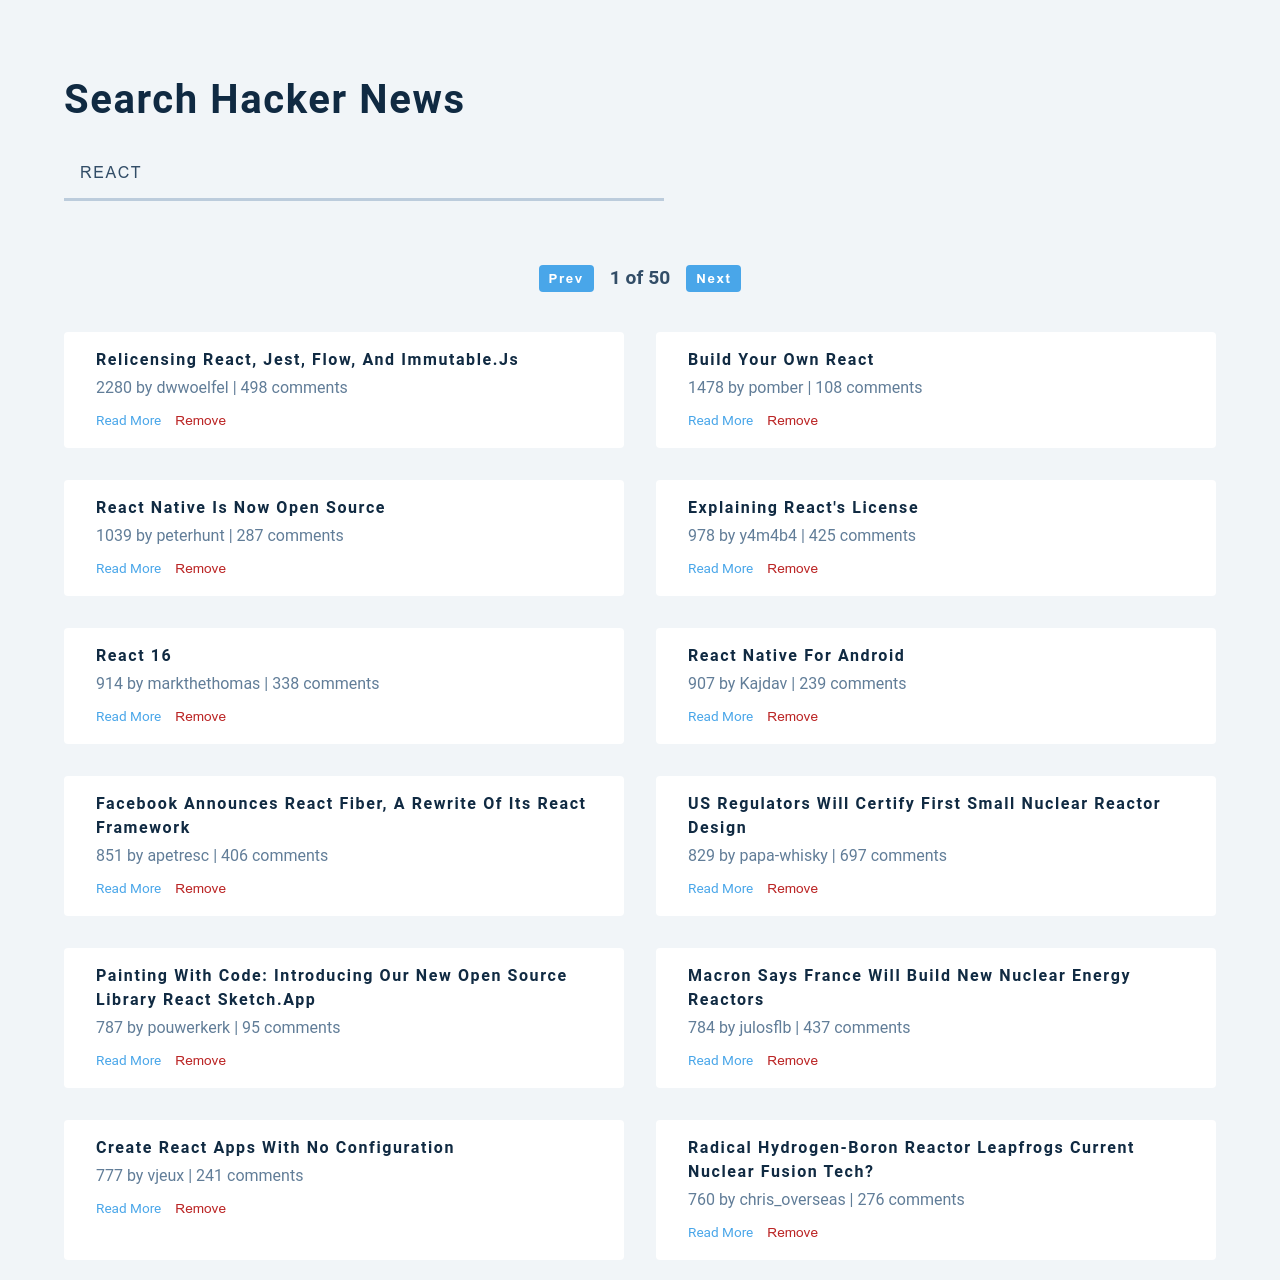 Search Hacker News
REACT
Prev 1 of 50 Next
Relicensing React, Jest, Flow, And Immutable.Js
2280 by dwwoelfel | 498 comments
Read More Remove
Build Your Own React
1478 by pomber | 108 comments
Read More Remove
React Native Is Now Open Source
1039 by peterhunt | 287 comments
Read More Remove
Explaining React's License
978 by y4m4b4 | 425 comments
Read More Remove
React 16
914 by markthethomas | 338 comments
Read More Remove
React Native For Android
907 by Kajdav | 239 comments
Read More Remove
Facebook Announces React Fiber, A Rewrite Of Its React
Framework
851 by apetresc | 406 comments
Read More Remove
US Regulators Will Certify First Small Nuclear Reactor
Design
829 by papa-whisky | 697 comments
Read More Remove
Painting With Code: Introducing Our New Open Source
Library React Sketch.App
787 by pouwerkerk | 95 comments
Read More Remove
Macron Says France Will Build New Nuclear Energy
Reactors
784 by julosflb | 437 comments
Read More Remove
Create React Apps With No Configuration
777 by vjeux | 241 comments
Read More Remove
Radical Hydrogen-Boron Reactor Leapfrogs Current
Nuclear Fusion Tech?
760 by chris_overseas | 276 comments
Read More Remove